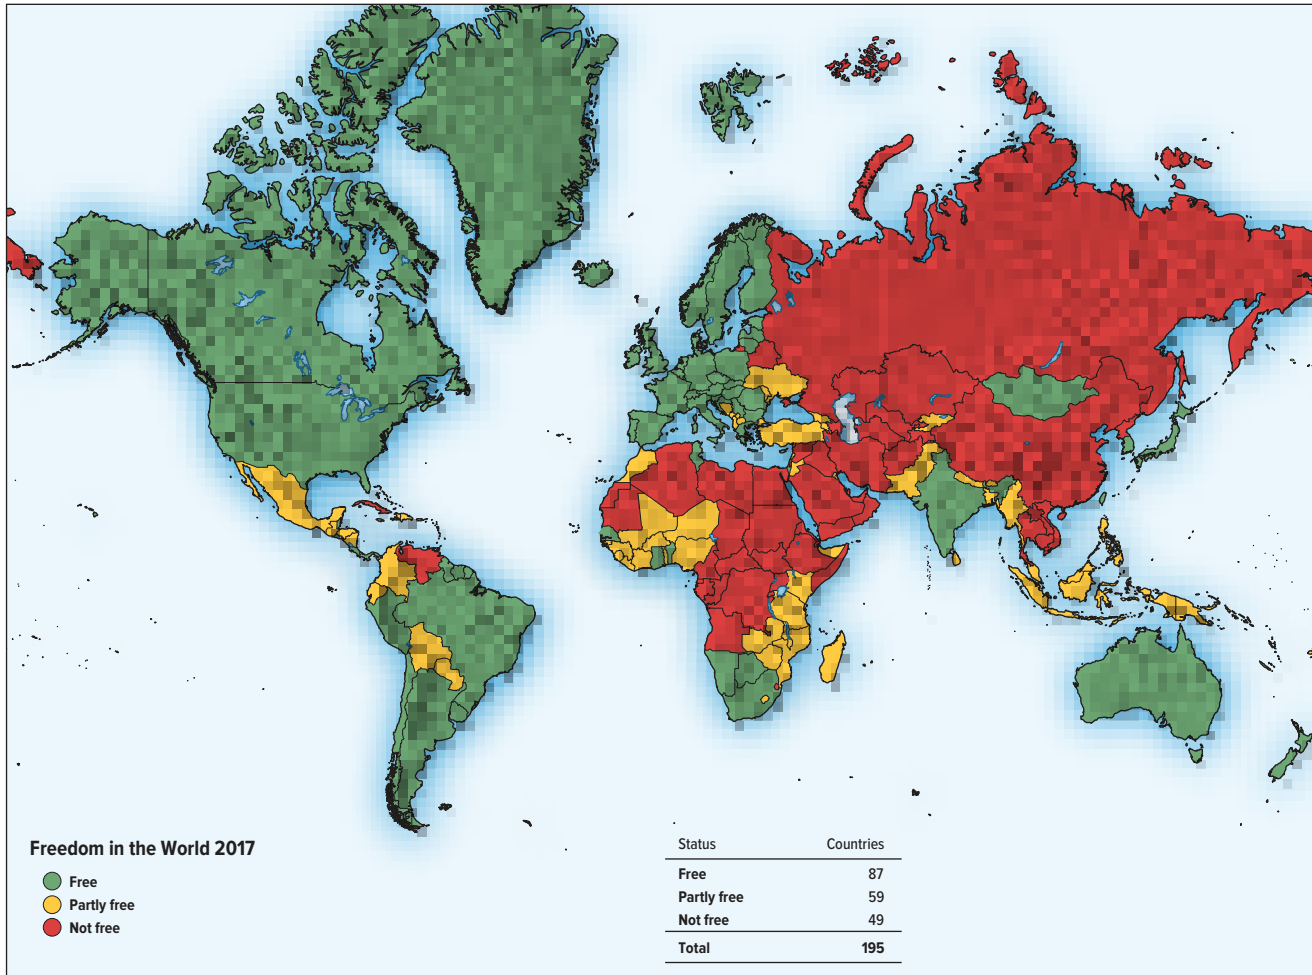 Freedom in the World 2017
Free
Partly free
Not free
Status Countries
Free 87
Partly free 59
Not free 49
Total 195